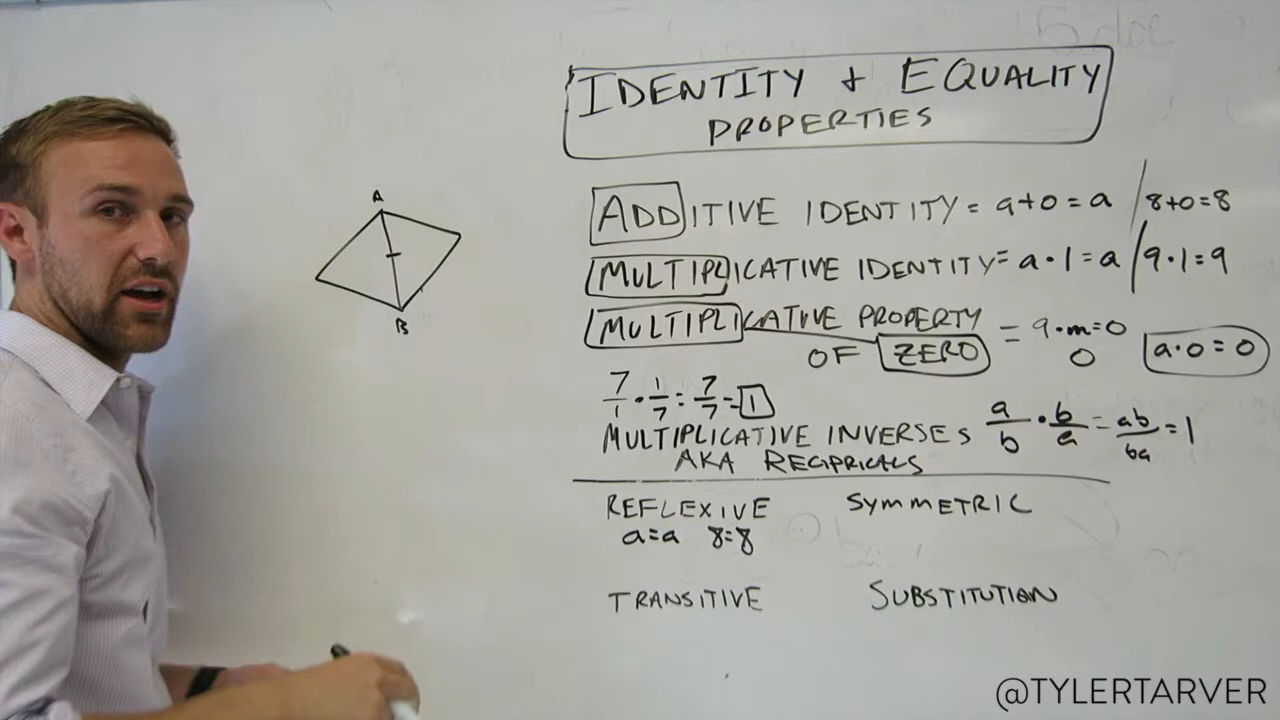 IDENTITY + EQUALITY
PROPERTIES
ADDITIVE IDENTITY = a+0=a / 8+0=8
MULTIPLICATIVE IDENTITY = a·1=a / 9·1=9
MULTIPLICATIVE PROPERTY
OF ZERO = 9·m=0
0
a·0=0
7/1 · 1/7 = 7/7 = 1
MULTIPLICATIVE INVERSES a/b · b/a = ab/ba = 1
AKA RECIPRICALS
REFLEXIVE SYMMETRIC
a=a 8=8
TRANSITIVE SUBSTITUTION
A
B
@TYLERTARVER